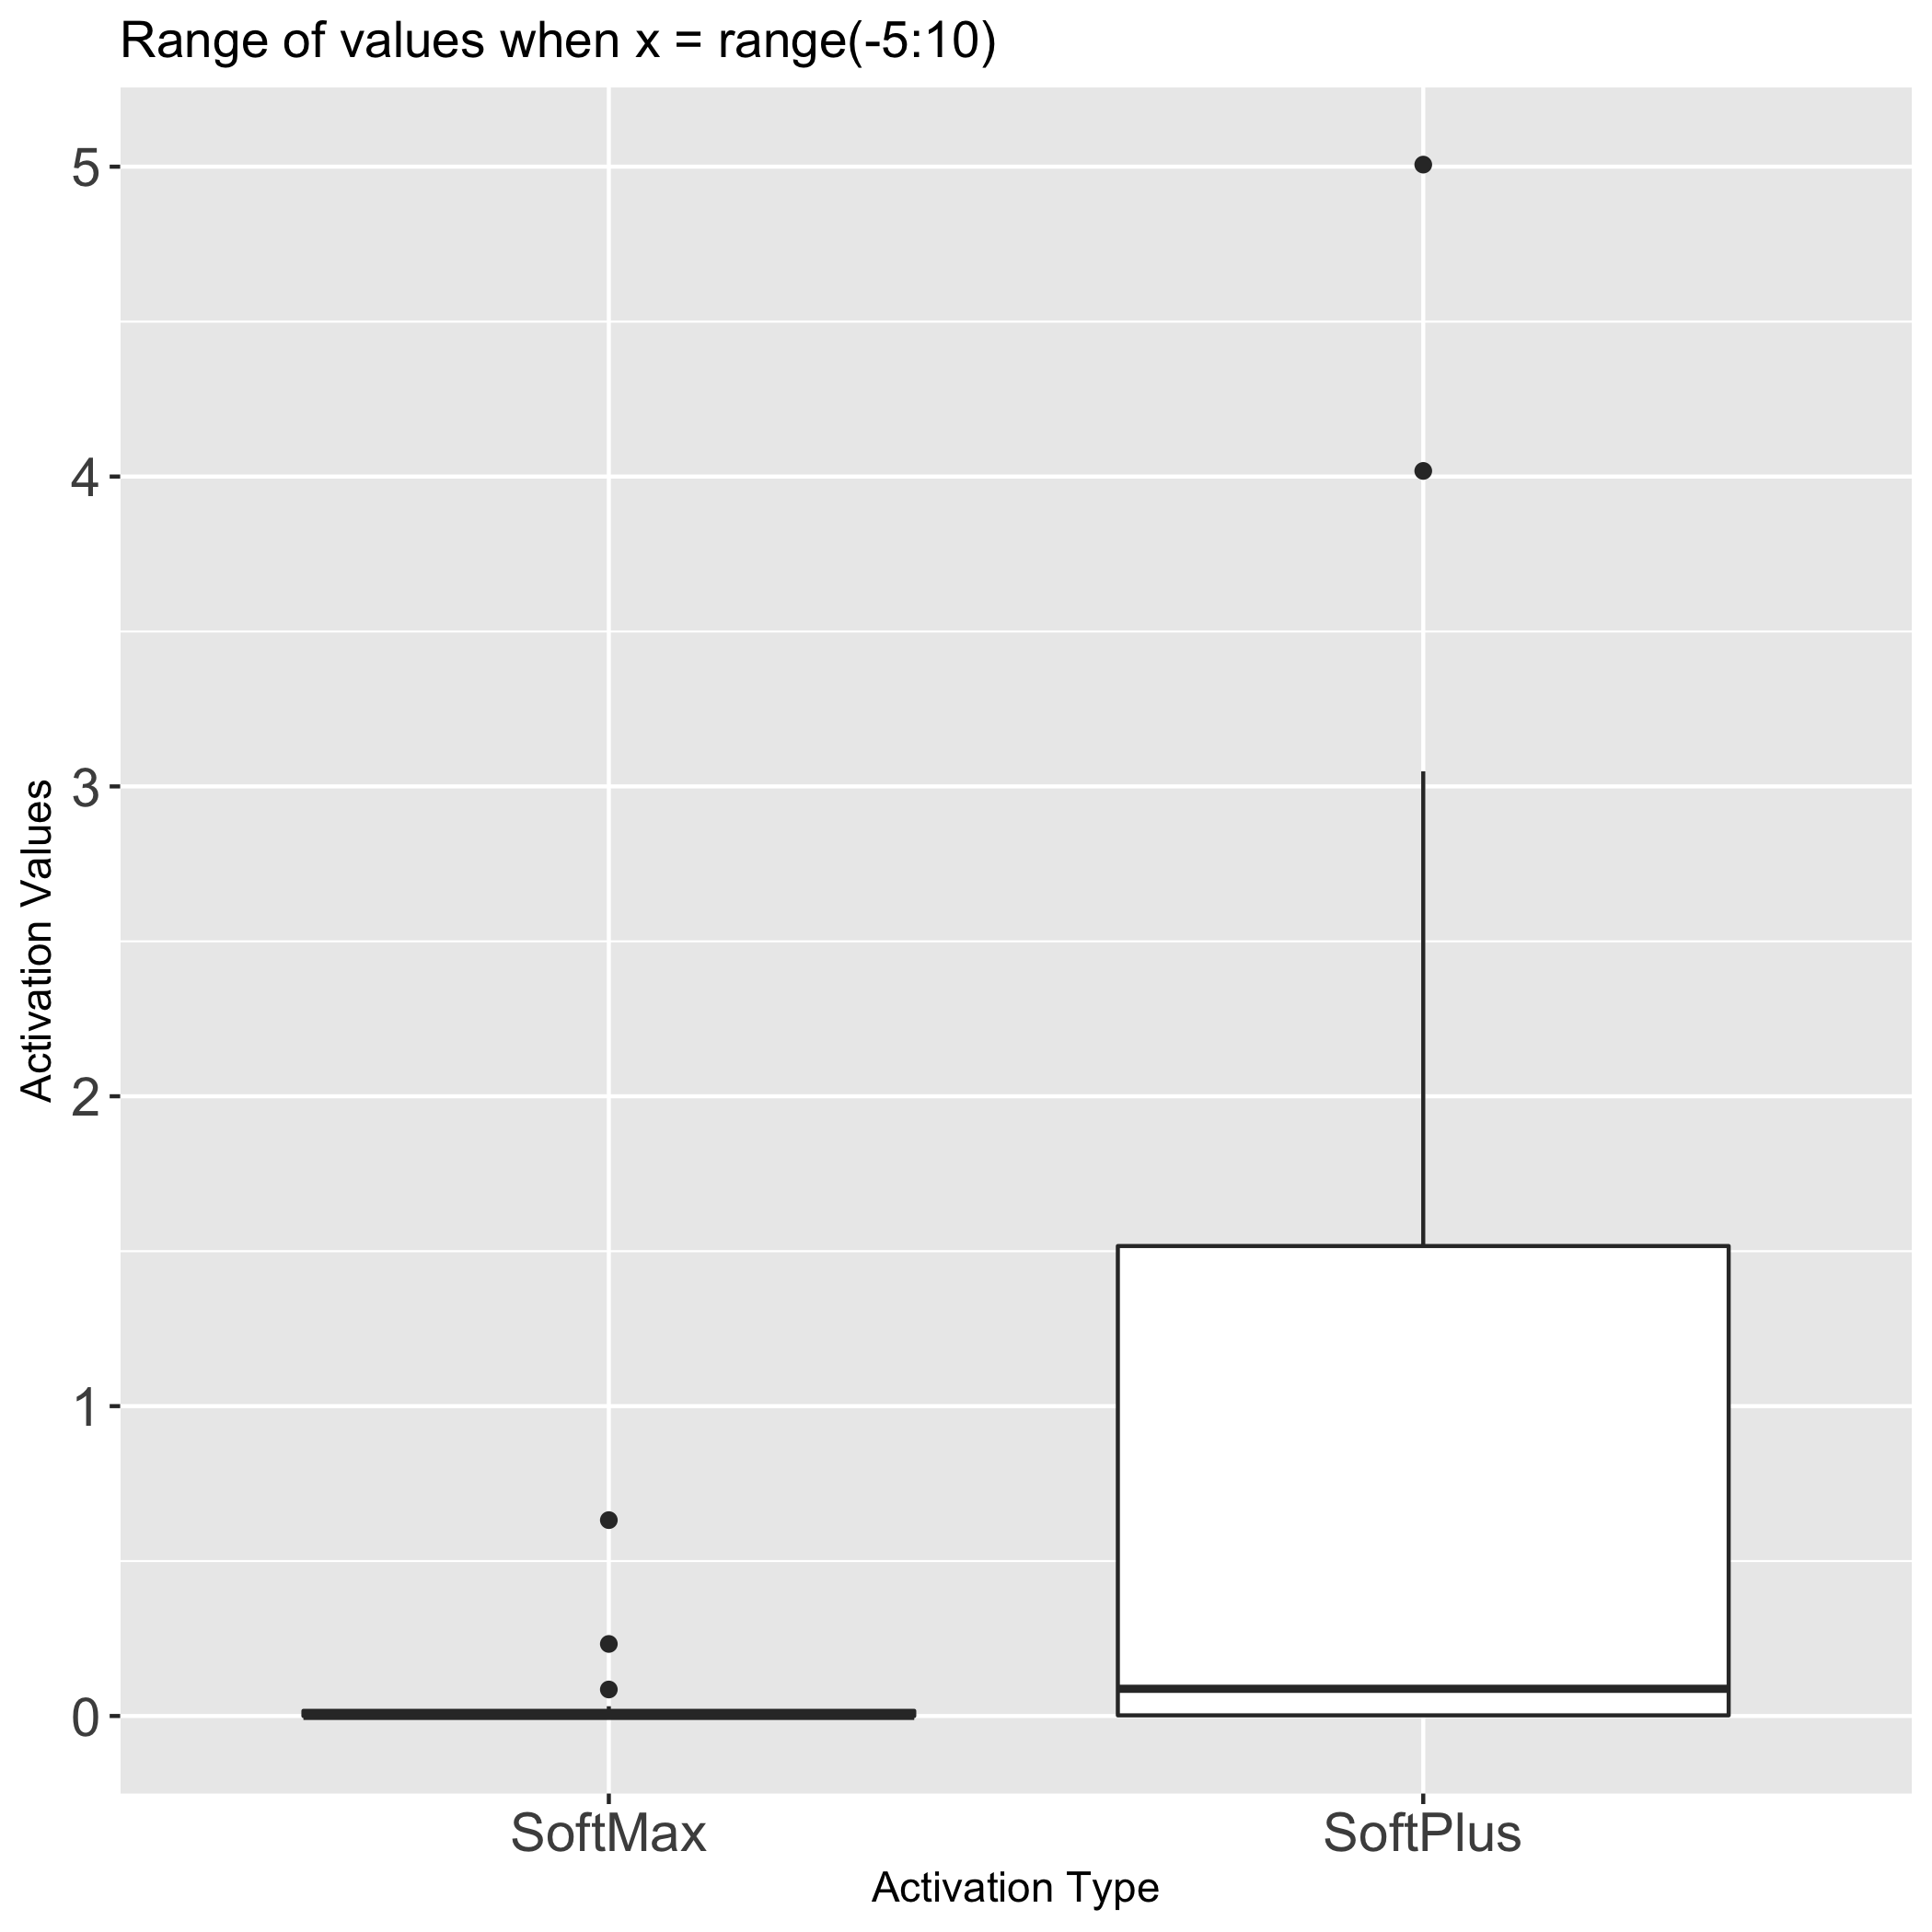 Range of values when x = range(-5:10)
Activation Values
5
4
3
2
1
0
SoftMax
SoftPlus
Activation Type